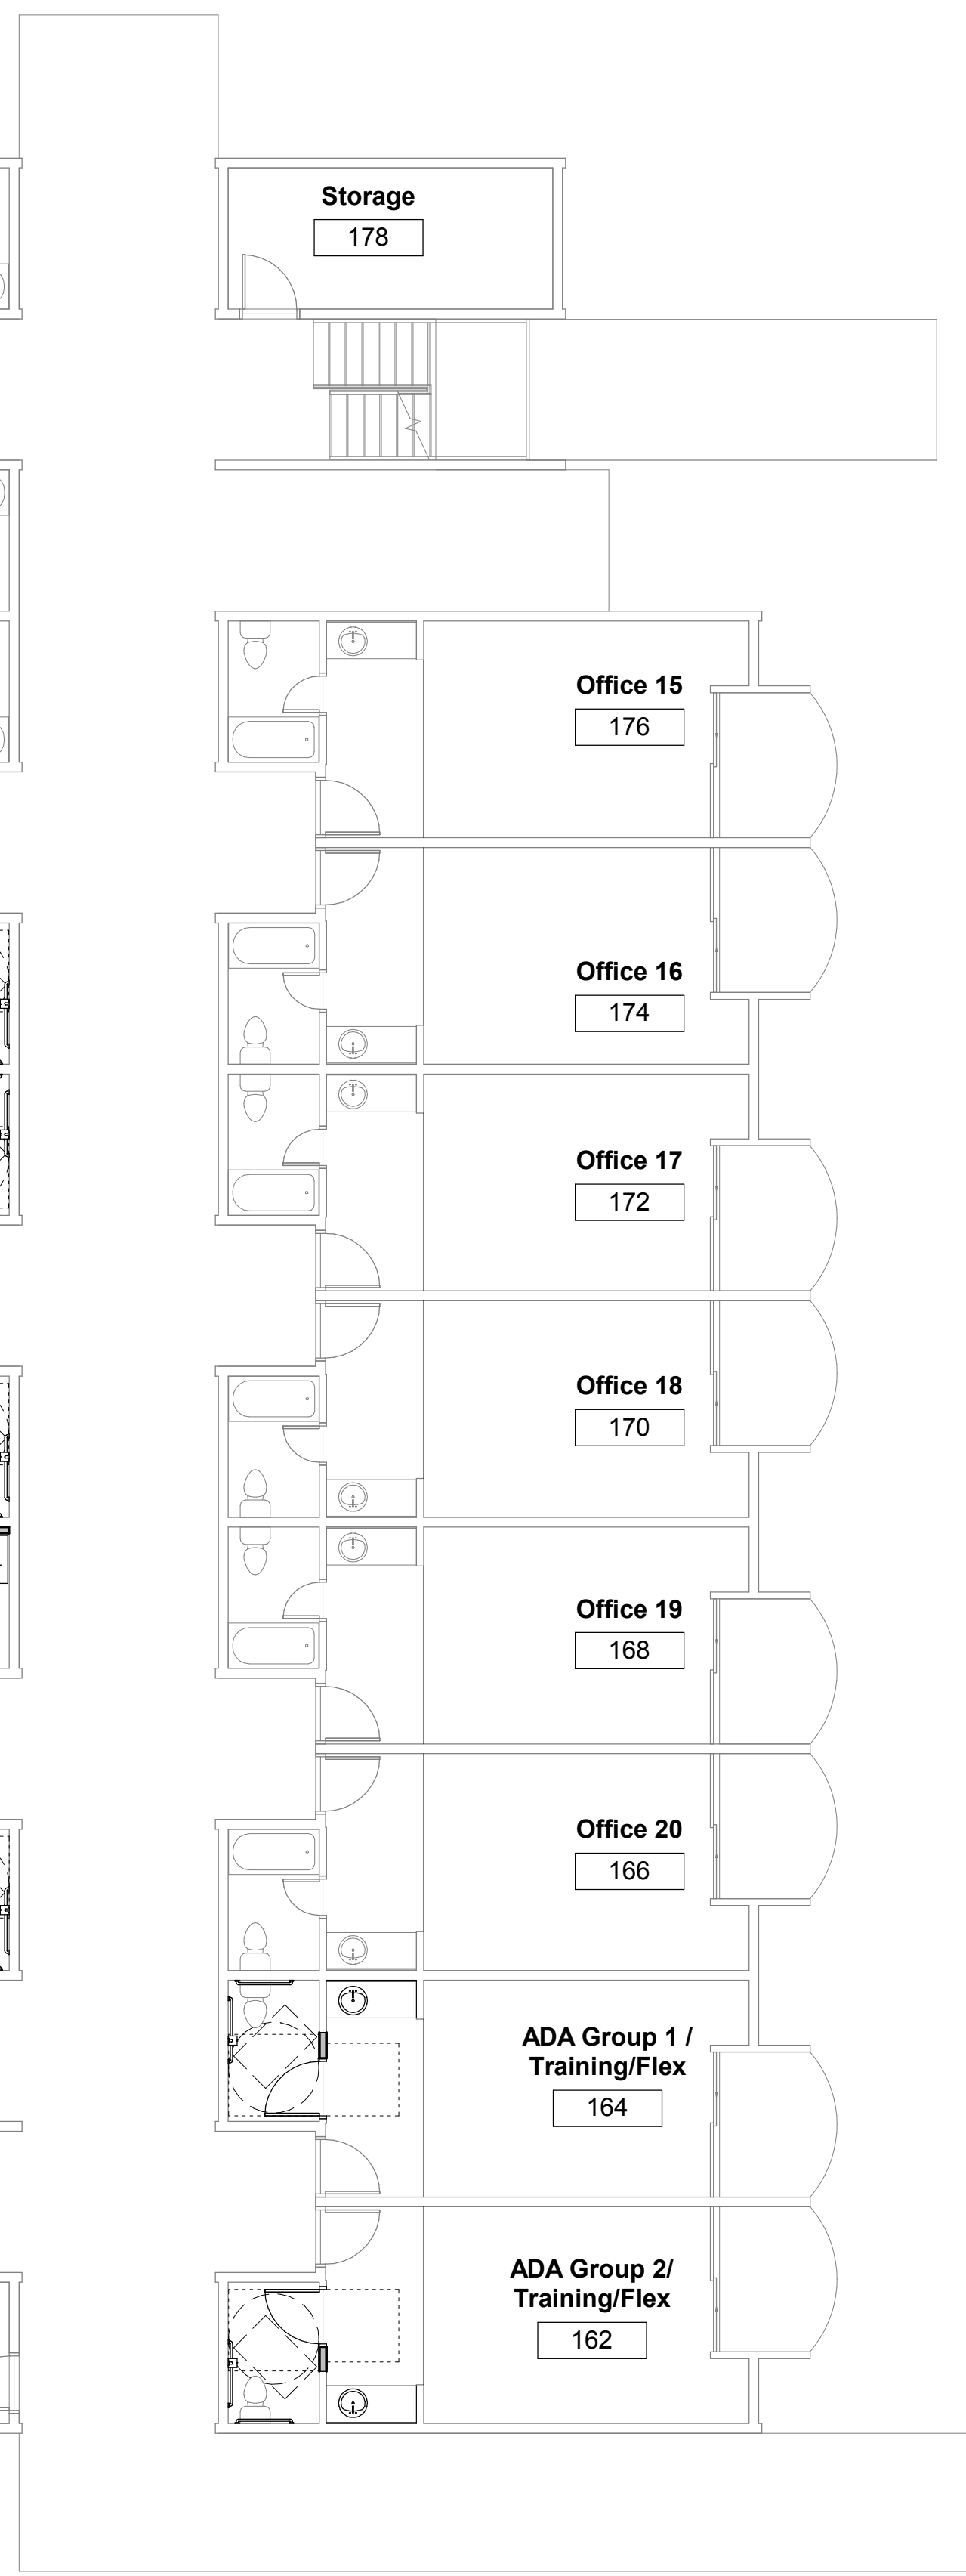 Storage
178
Office 15
176
Office 16
174
Office 17
172
Office 18
170
Office 19
168
Office 20
166
ADA Group 1 /
Training/Flex
164
ADA Group 2/
Training/Flex
162